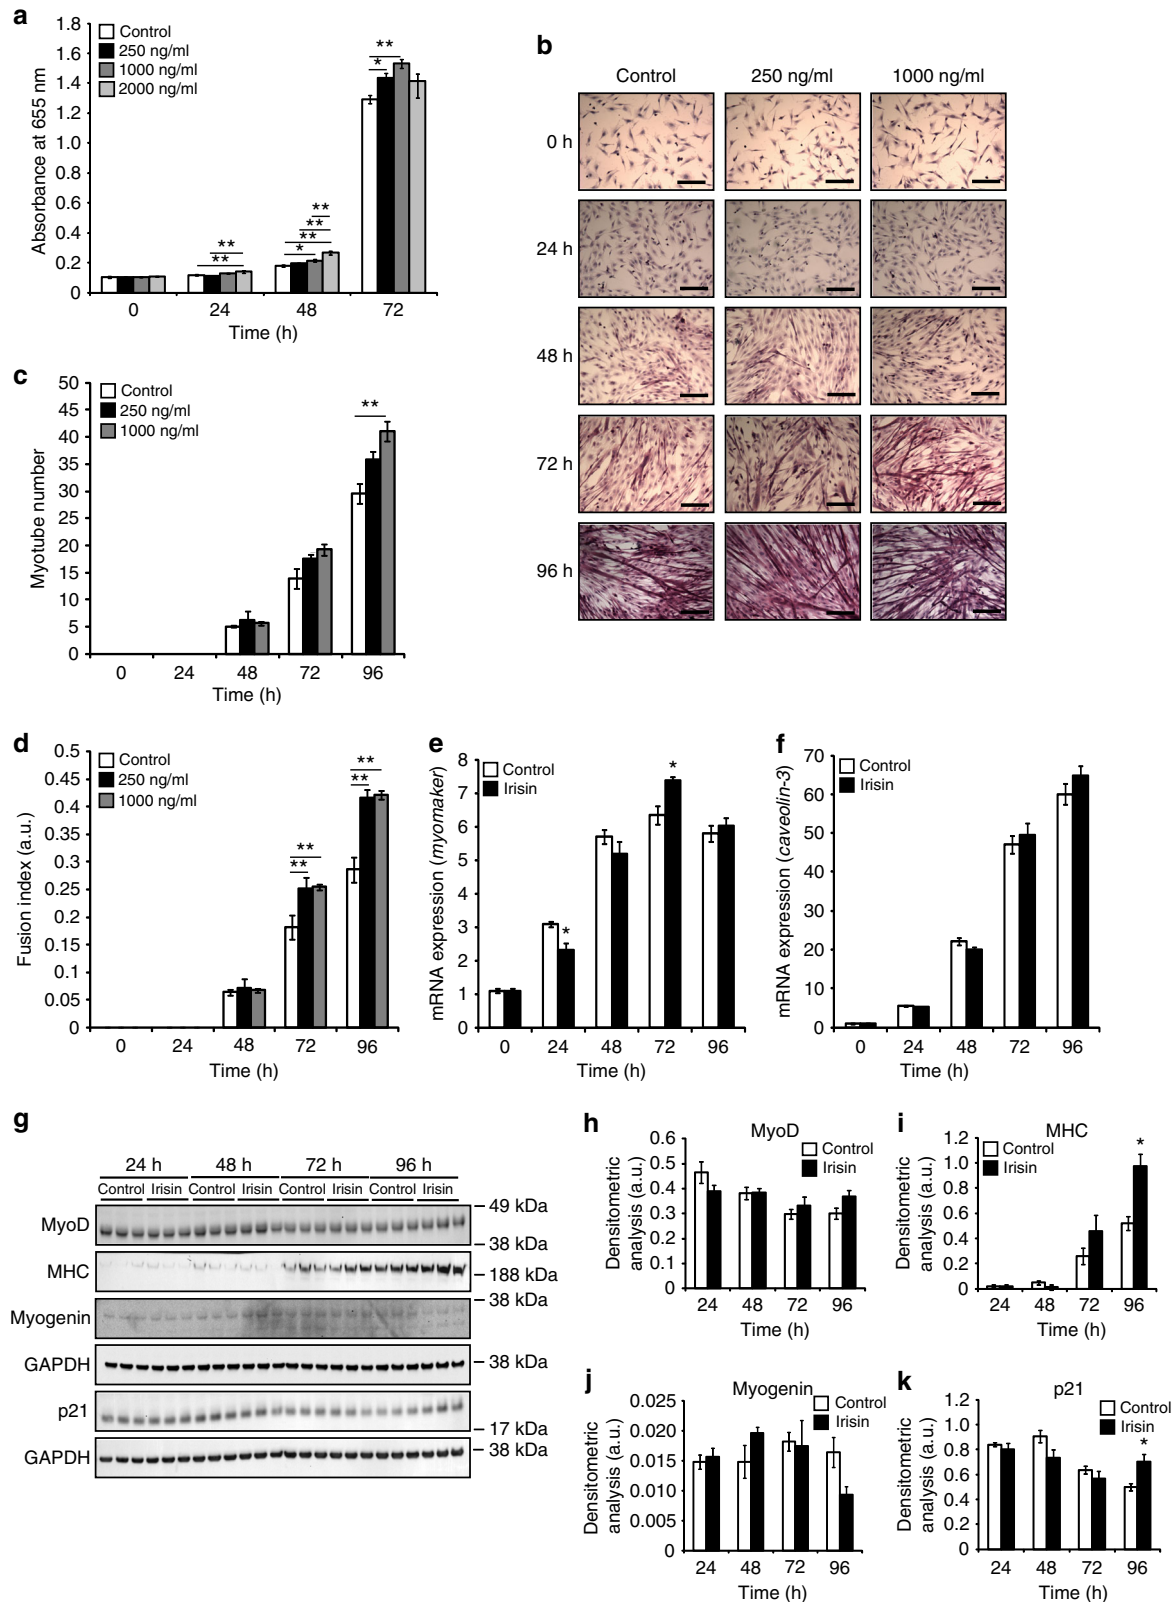 a
1.8
1.6
1.4
1.2
1.0
0.8
0.6
0.4
0.2
0
Absorbance at 655 nm
Control
250 ng/ml
1000 ng/ml
2000 ng/ml
** 
*
**
**
**
**
**
*
0 24 48 72
Time (h)
b
Control 250 ng/ml 1000 ng/ml
0 h
24 h
48 h
72 h
96 h
c
50
45
40
35
30
25
20
15
10
5
0
Myotube number
Control
250 ng/ml
1000 ng/ml
**
0 24 48 72 96
Time (h)
d
0.5
0.45
0.4
0.35
0.3
0.25
0.2
0.15
0.1
0.05
0
Fusion index (a.u.)
Control
250 ng/ml
1000 ng/ml
**
**
**
**
0 24 48 72 96
Time (h)
e
8
7
6
5
4
3
2
1
0
mRNA expression (myomaker)
Control
Irisin
*
*
0 24 48 72 96
Time (h)
f
70
60
50
40
30
20
10
0
mRNA expression (caveolin-3)
Control
Irisin
0 24 48 72 96
Time (h)
g
24 h 48 h 72 h 96 h
Control Irisin Control Irisin Control Irisin Control Irisin
49 kDa
MyoD
38 kDa
MHC
188 kDa
38 kDa
Myogenin
GAPDH
38 kDa
p21
17 kDa
38 kDa
GAPDH
h
MyoD
0.6
0.5
0.4
0.3
0.2
0.1
0
Densitometric
analysis (a.u.)
Control
Irisin
24 48 72 96
Time (h)
i
MHC
1.2
1.0
0.8
0.6
0.4
0.2
0
Densitometric
analysis (a.u.)
Control
Irisin
*
24 48 72 96
Time (h)
j
Myogenin
0.025
0.020
0.015
0.010
0.005
0
Densitometric
analysis (a.u.)
Control
Irisin
24 48 72 96
Time (h)
k
p21
1.2
1.0
0.8
0.6
0.4
0.2
0
Densitometric
analysis (a.u.)
Control
Irisin
*
24 48 72 96
Time (h)